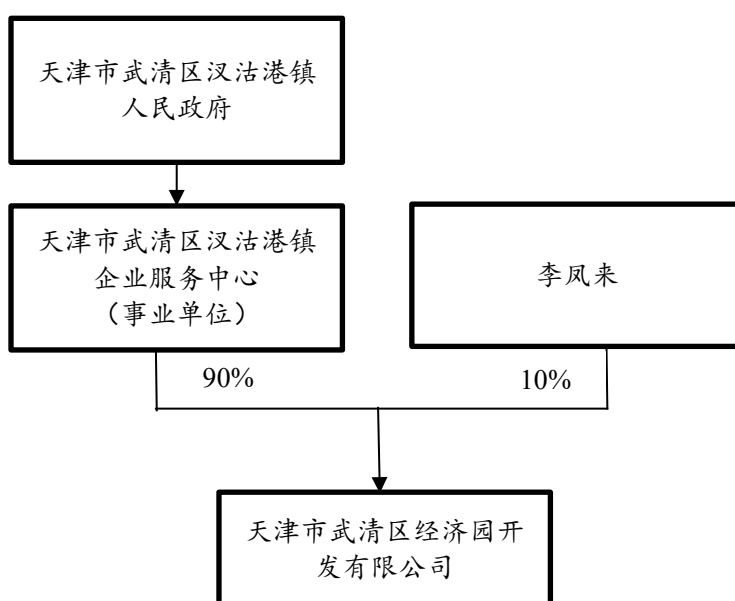 天津市武清区汊沽港镇
人民政府
天津市武清区汊沽港镇
企业服务中心
（事业单位）
李凤来
90%
10%
天津市武清区经济园开
发有限公司